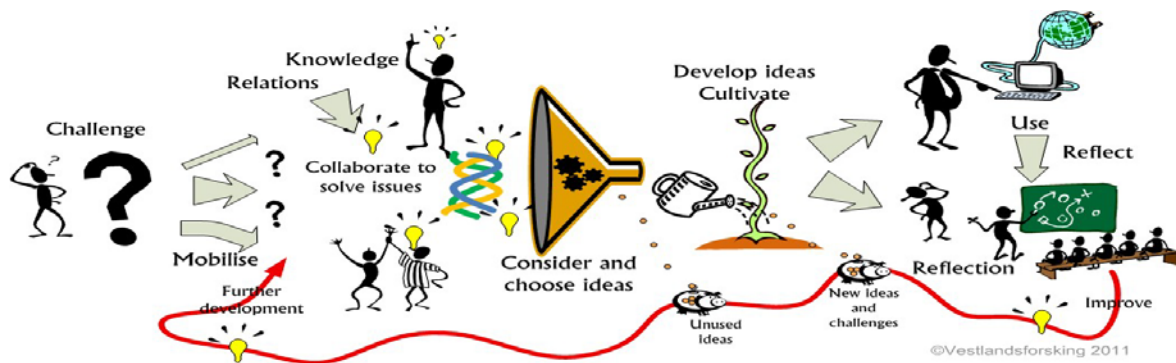 Challenge
?
?
?
?
Mobilise
Knowledge
Relations
Collaborate to
solve issues
Consider and
choose ideas
Develop ideas
Cultivate
Use
Reflect
Reflection
Improve
New ideas
and
challenges
Unused
Ideas
Further
development
©Vestlandsforsking 2011